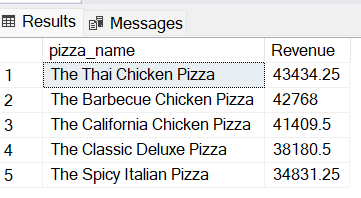 Results Messages
pizza_name Revenue
1 The Thai Chicken Pizza 43434.25
2 The Barbecue Chicken Pizza 42768
3 The California Chicken Pizza 41409.5
4 The Classic Deluxe Pizza 38180.5
5 The Spicy Italian Pizza 34831.25